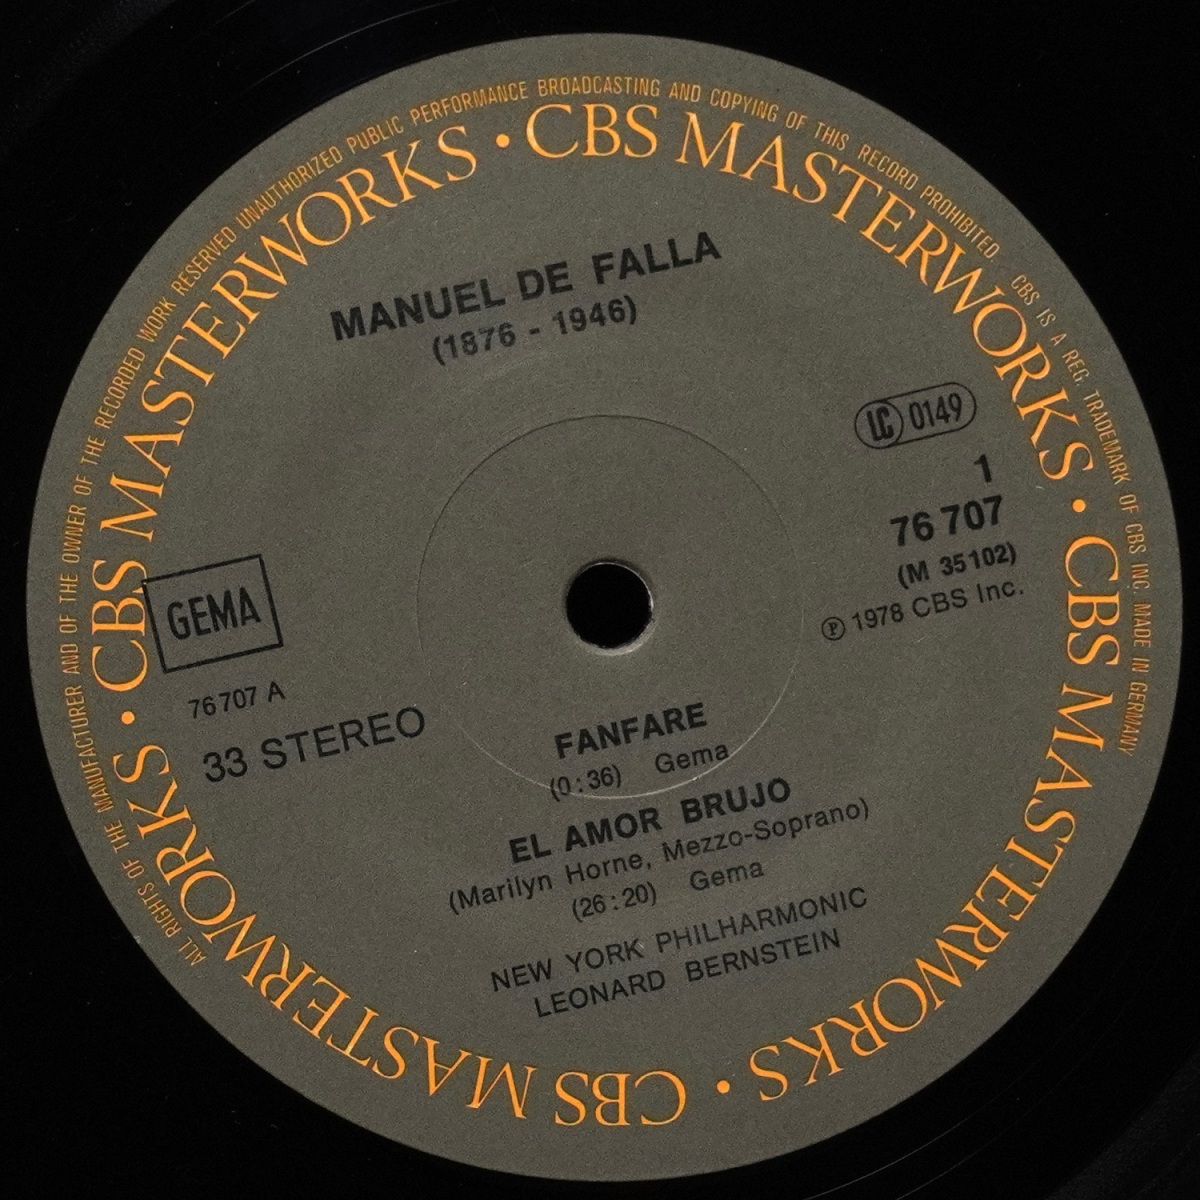 ALL RIGHTS OF THE MANUFACTURER AND OF THE OWNER OF THE RECORDED WORK RESERVED UNAUTHORIZED PUBLIC PERFORMANCE BROADCASTING AND COPYING OF THIS RECORD PROHIBITED. CBS IS A REG. TRADEMARK OF CBS INC. MADE IN GERMANY
CBS MASTERWORKS • CBS MASTERWORKS • CBS MASTERWORKS • CBS MASTERWORKS •
MANUEL DE FALLA
(1876 - 1946)
LC 0149
1
76 707
(M 35102)
℗ 1978 CBS Inc.
GEMA
76707 A
33 STEREO
FANFARE
(0:36) Gema
EL AMOR BRUJO
(Marilyn Horne, Mezzo-Soprano)
(26:20) Gema
NEW YORK PHILHARMONIC
LEONARD BERNSTEIN